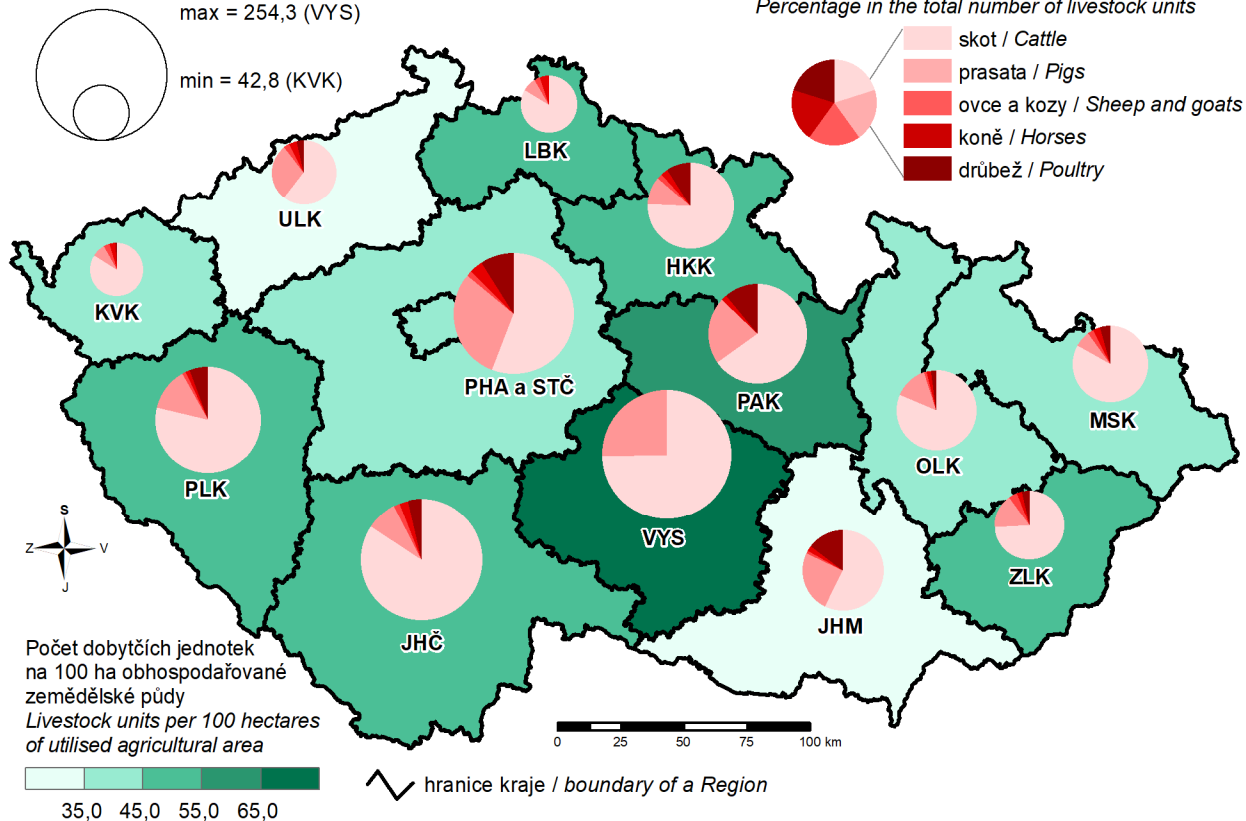 max = 254,3 (VYS)
min = 42,8 (KVK)
Percentage in the total number of livestock units
skot / Cattle
prasata / Pigs
ovce a kozy / Sheep and goats
koně / Horses
drůbež / Poultry
LBK
ULK
HKK
KVK
PHA a STČ
PAK
MSK
OLK
PLK
VYS
ZLK
JHM
JHČ
S
Z
V
J
Počet dobytčích jednotek
na 100 ha obhospodařované
zemědělské půdy
Livestock units per 100 hectares
of utilised agricultural area
35,0 45,0 55,0 65,0
0 25 50 75 100 km
hranice kraje / boundary of a Region